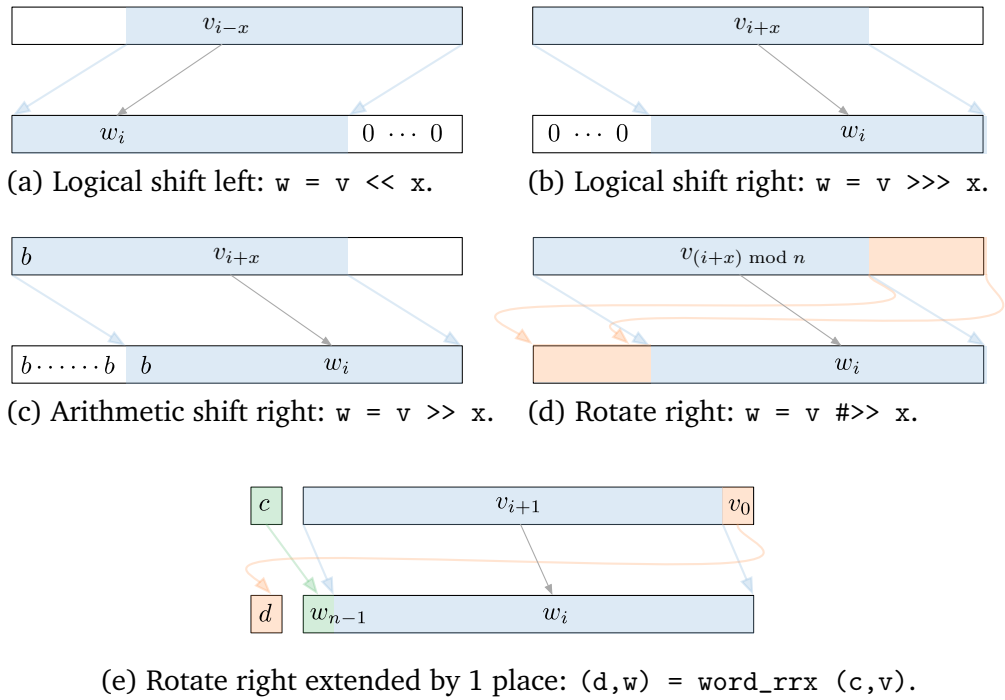 v_{i−x} v_{i+x}
w_i 0 ⋯ 0 0 ⋯ 0 w_i
(a) Logical shift left: w = v << x. (b) Logical shift right: w = v >>> x.
b v_{i+x} v_{(i+x) mod n}
b⋯⋯b b w_i w_i
(c) Arithmetic shift right: w = v >> x. (d) Rotate right: w = v #>> x.
c v_{i+1} v_0
d w_{n−1} w_i
(e) Rotate right extended by 1 place: (d,w) = word_rrx (c,v).